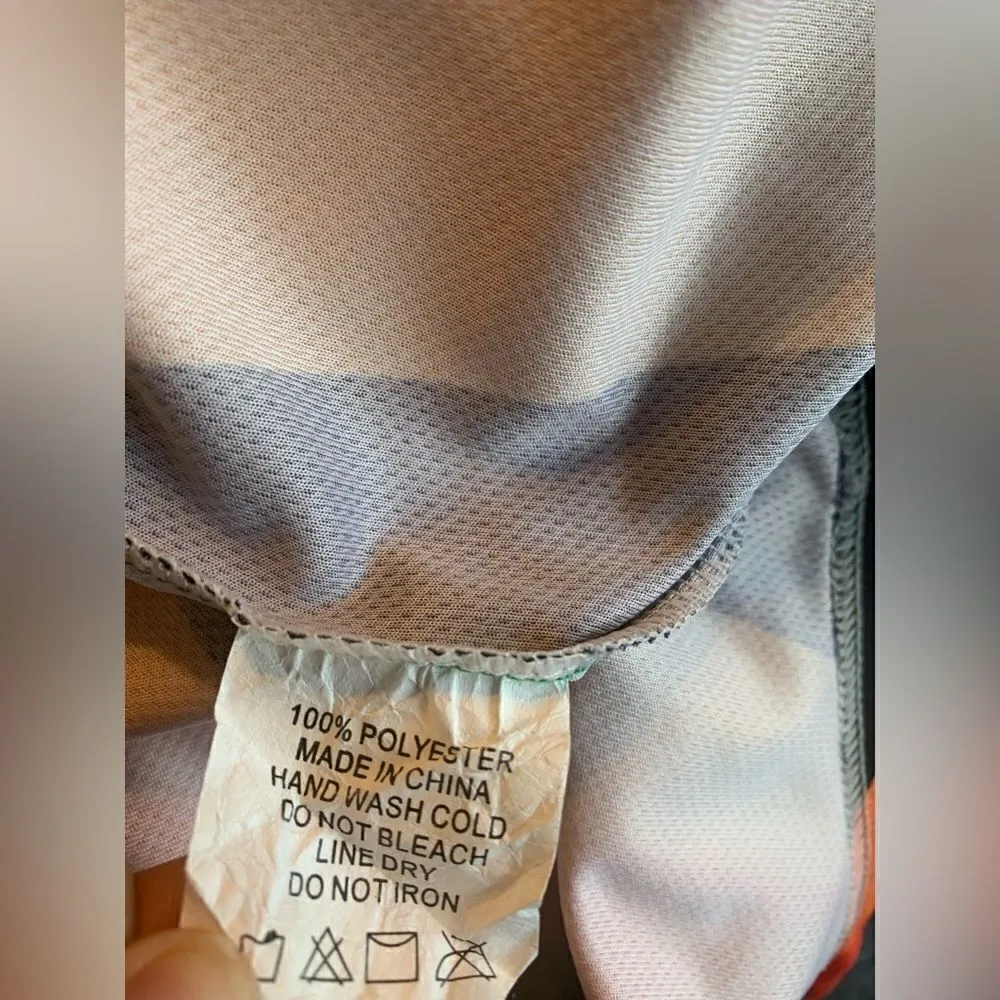 100% POLYESTER
MADE IN CHINA
HAND WASH COLD
DO NOT BLEACH
LINE DRY
DO NOT IRON